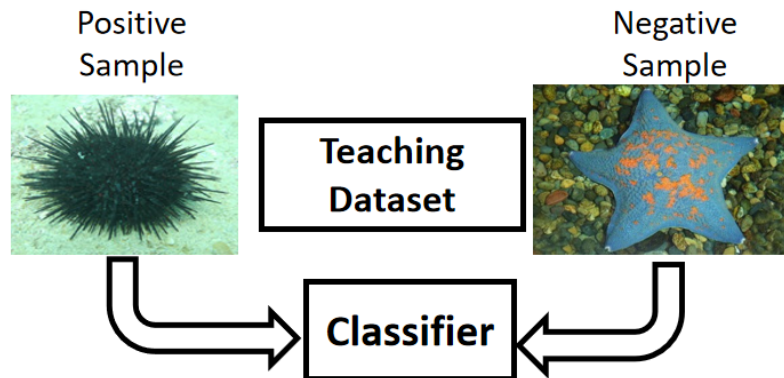 Positive
Sample
Negative
Sample
Teaching
Dataset
Classifier